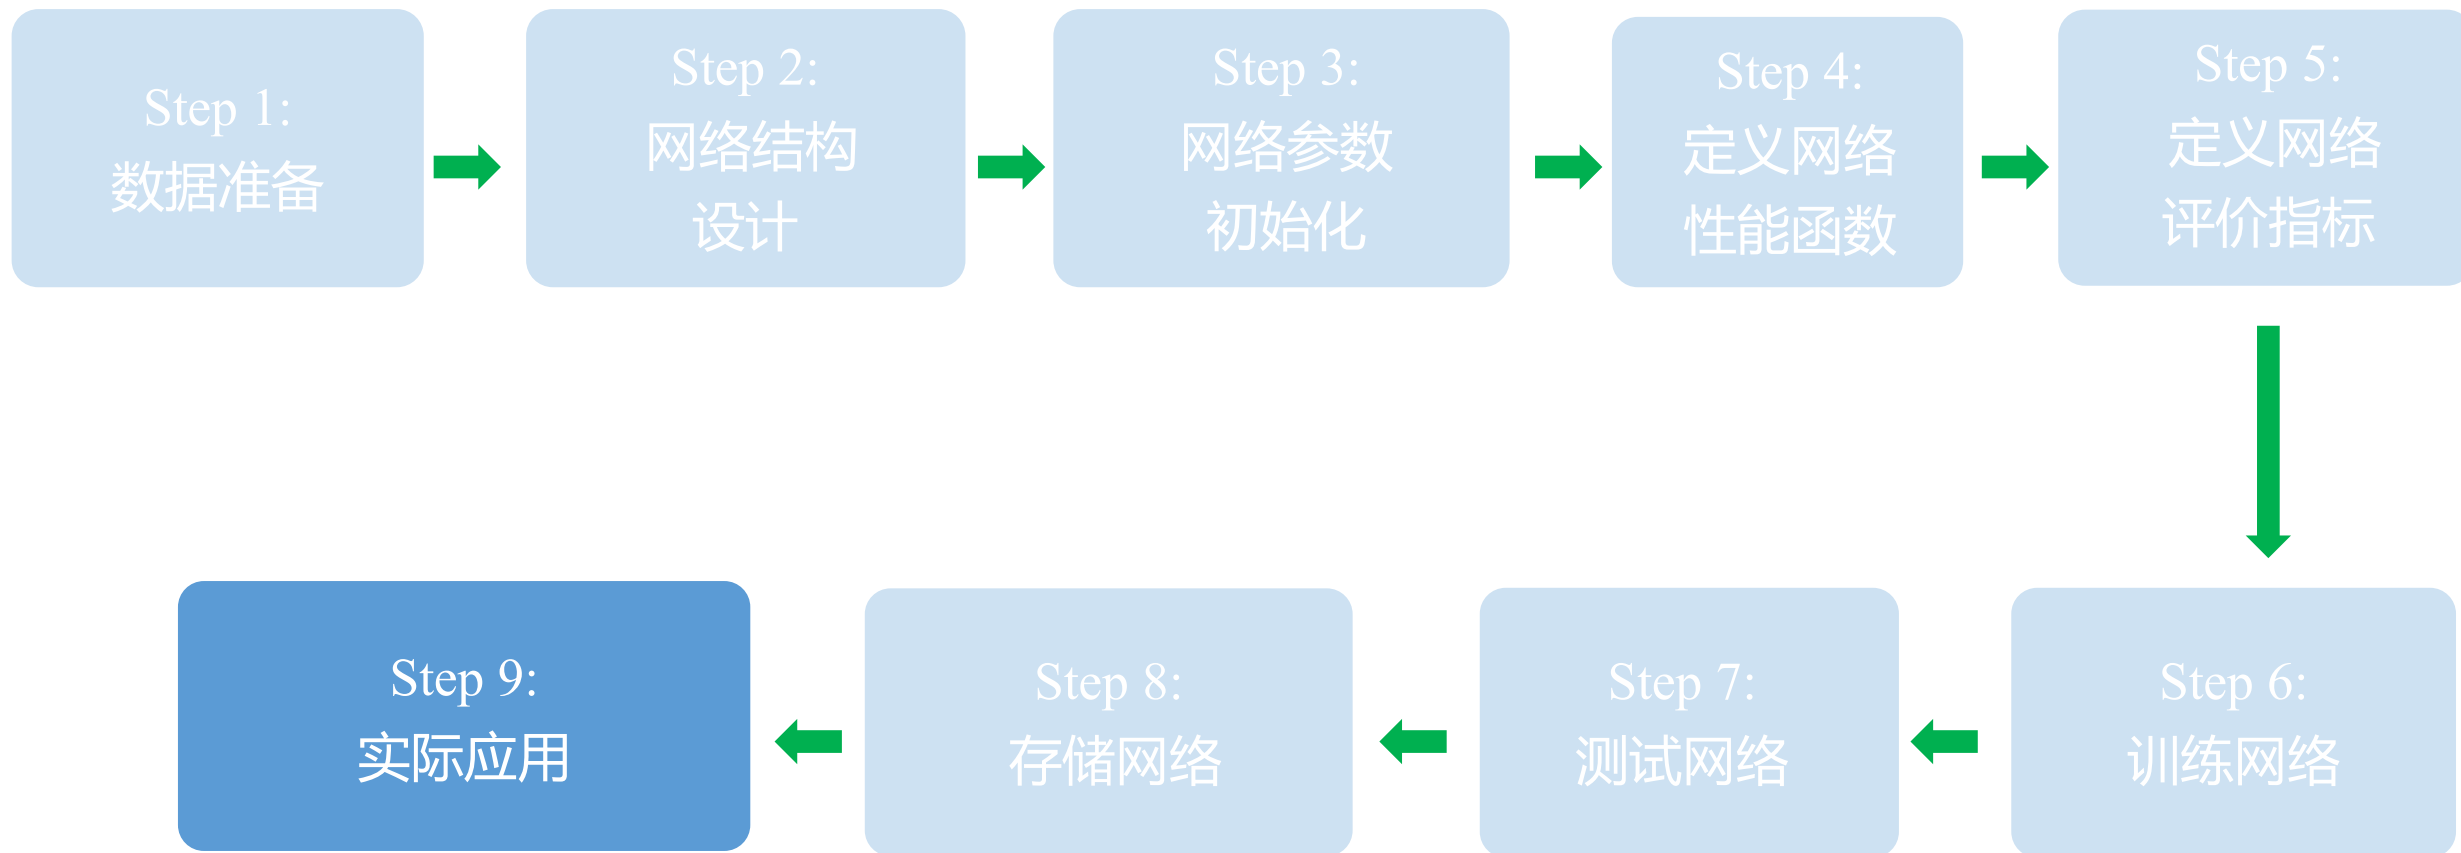 Step 1:
数据准备
Step 2:
网络结构
设计
Step 3:
网络参数
初始化
Step 4:
定义网络
性能函数
Step 5:
定义网络
评价指标
Step 6:
训练网络
Step 7:
测试网络
Step 8:
存储网络
Step 9:
实际应用